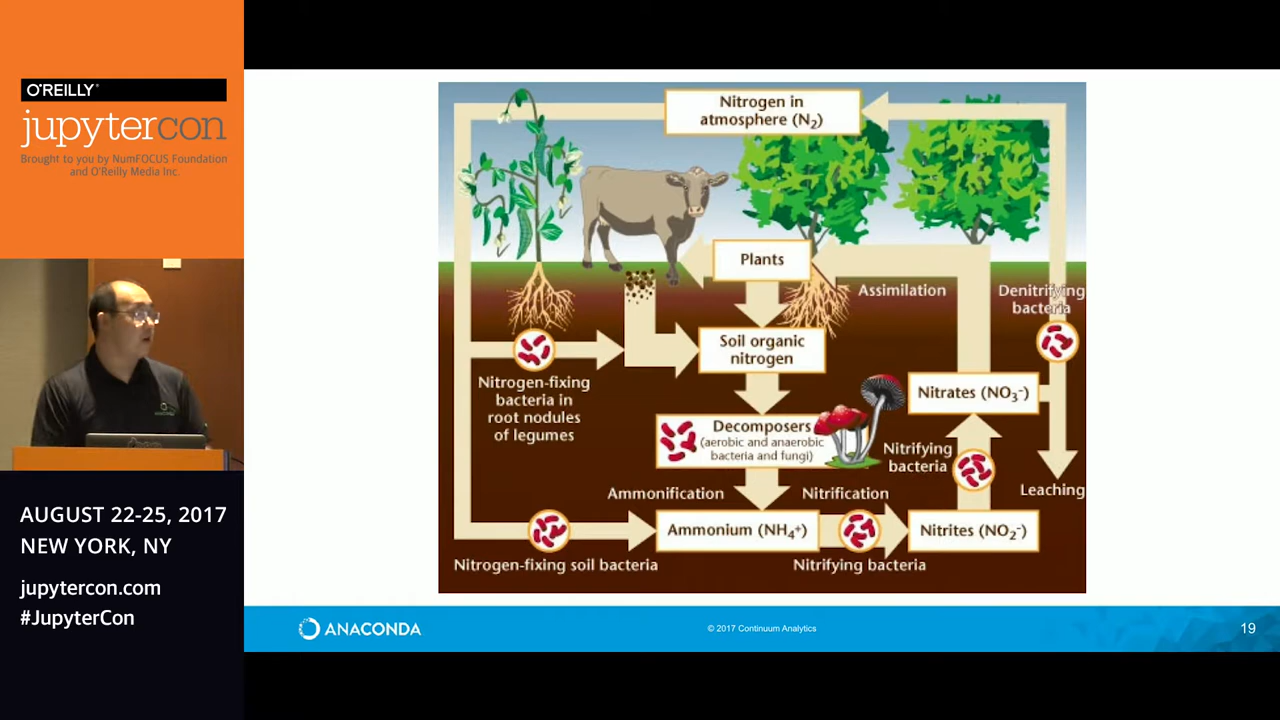 O'REILLY®
jupytercon
Brought to you by NumFOCUS Foundation
and O'Reilly Media Inc.
AUGUST 22-25, 2017
NEW YORK, NY
jupytercon.com
#JupyterCon
Nitrogen in
atmosphere (N₂)
Plants
Assimilation
Denitrifying
bacteria
Soil organic
nitrogen
Nitrogen-fixing
bacteria in
root nodules
of legumes
Nitrates (NO₃⁻)
Decomposers
(aerobic and anaerobic
bacteria and fungi)
Nitrifying
bacteria
Ammonification
Nitrification
Leaching
Ammonium (NH₄⁺)
Nitrites (NO₂⁻)
Nitrogen-fixing soil bacteria
Nitrifying bacteria
ANACONDA
© 2017 Continuum Analytics
19